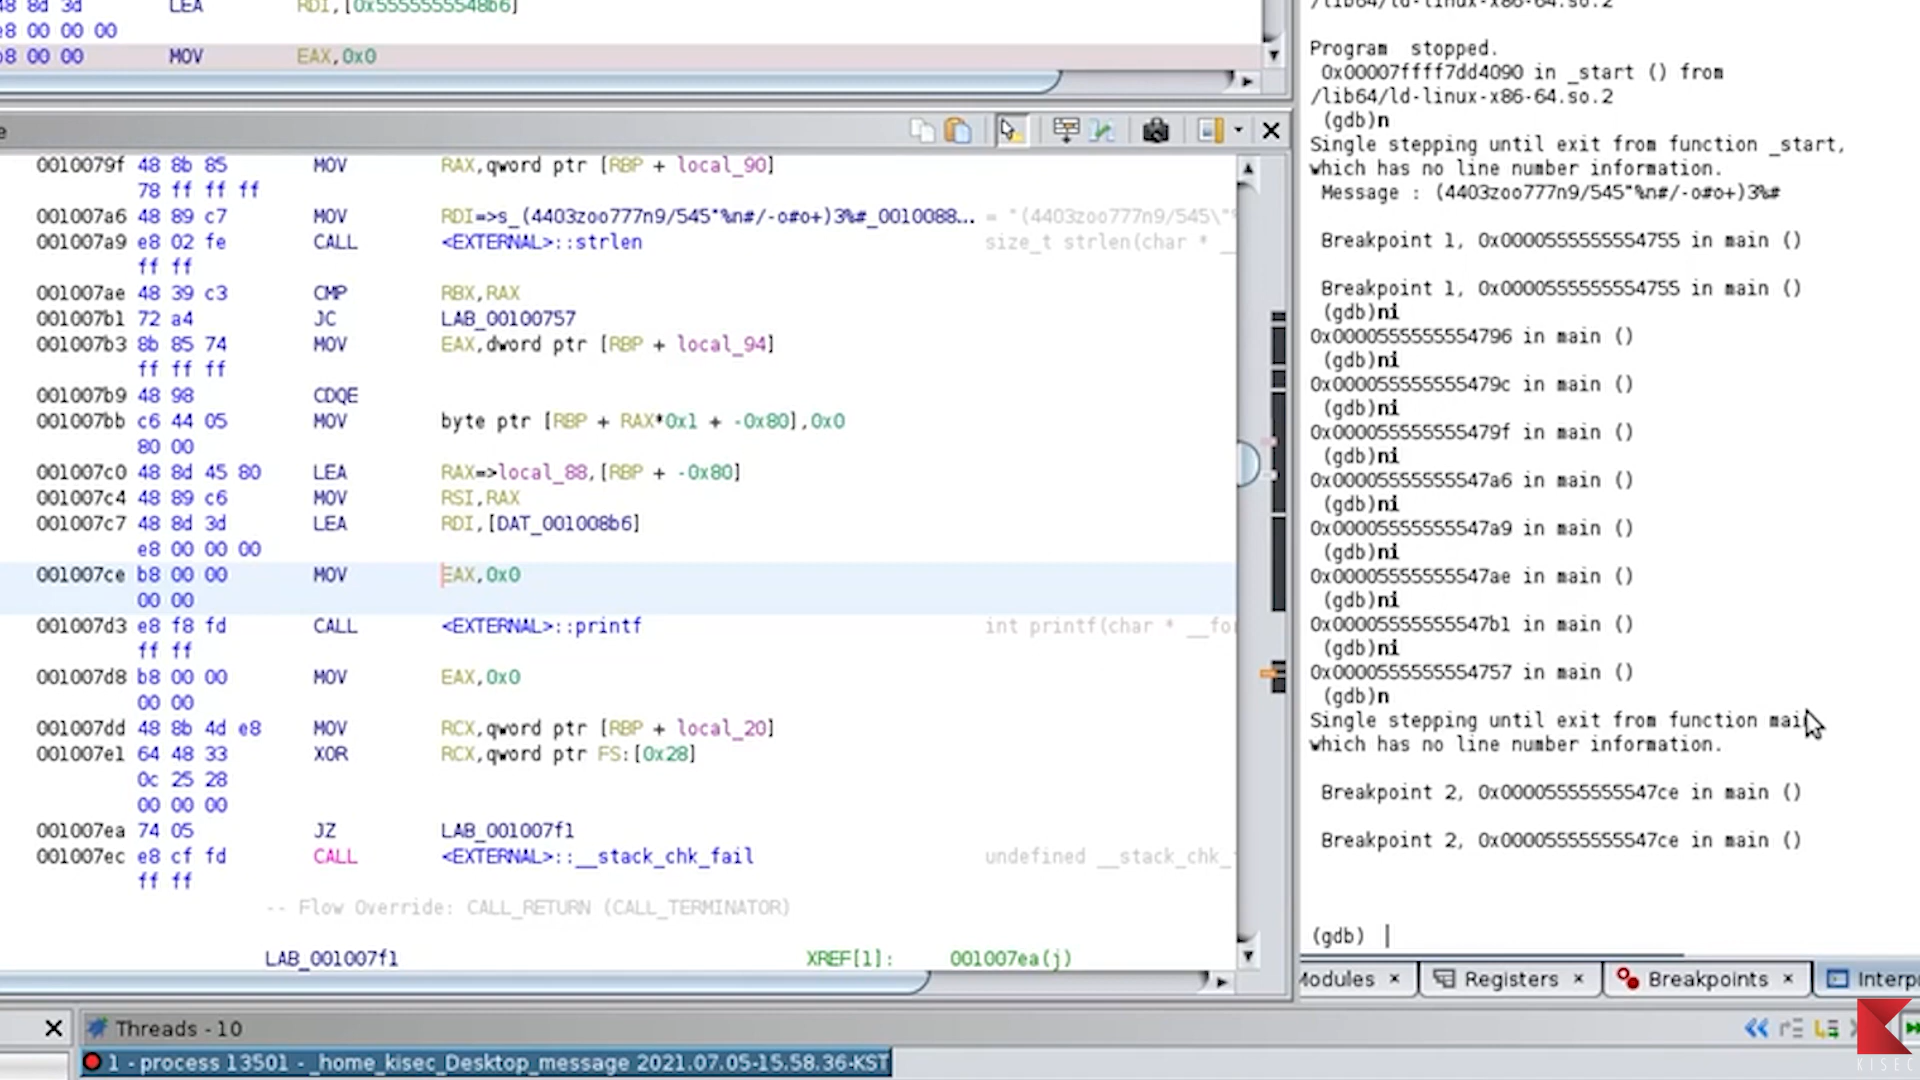 48 8d 3d LEA RDI,[0x5555555548b6]
e8 00 00 00
b8 00 00 MOV EAX,0x0
0010079f 48 8b 85 MOV RAX,qword ptr [RBP + local_90]
78 ff ff ff
001007a6 48 89 c7 MOV RDI=>s_(4403zoo777n9/545"%n#/-o#o+)3%#_0010088... = "(4403zoo777n9/545\"%
001007a9 e8 02 fe CALL <EXTERNAL>::strlen size_t strlen(char * __
ff ff
001007ae 48 39 c3 CMP RBX,RAX
001007b1 72 a4 JC LAB_00100757
001007b3 8b 85 74 MOV EAX,dword ptr [RBP + local_94]
ff ff ff
001007b9 48 98 CDQE
001007bb c6 44 05 MOV byte ptr [RBP + RAX*0x1 + -0x80],0x0
80 00
001007c0 48 8d 45 80 LEA RAX=>local_88,[RBP + -0x80]
001007c4 48 89 c6 MOV RSI,RAX
001007c7 48 8d 3d LEA RDI,[DAT_001008b6]
e8 00 00 00
001007ce b8 00 00 MOV EAX,0x0
00 00
001007d3 e8 f8 fd CALL <EXTERNAL>::printf int printf(char * __fo
ff ff
001007d8 b8 00 00 MOV EAX,0x0
00 00
001007dd 48 8b 4d e8 MOV RCX,qword ptr [RBP + local_20]
001007e1 64 48 33 XOR RCX,qword ptr FS:[0x28]
0c 25 28
00 00 00
001007ea 74 05 JZ LAB_001007f1
001007ec e8 cf fd CALL <EXTERNAL>::__stack_chk_fail undefined __stack_chk_
ff ff
-- Flow Override: CALL_RETURN (CALL_TERMINATOR)
LAB_001007f1 XREF[1]: 001007ea(j)
/lib64/ld-linux-x86-64.so.2
Program stopped.
0x00007ffff7dd4090 in _start () from
/lib64/ld-linux-x86-64.so.2
(gdb)n
Single stepping until exit from function _start,
which has no line number information.
Message : (4403zoo777n9/545"%n#/-o#o+)3%#
Breakpoint 1, 0x0000555555554755 in main ()
Breakpoint 1, 0x0000555555554755 in main ()
(gdb)ni
0x0000555555554796 in main ()
(gdb)ni
0x000055555555479c in main ()
(gdb)ni
0x000055555555479f in main ()
(gdb)ni
0x00005555555547a6 in main ()
(gdb)ni
0x00005555555547a9 in main ()
(gdb)ni
0x00005555555547ae in main ()
(gdb)ni
0x00005555555547b1 in main ()
(gdb)ni
0x0000555555554757 in main ()
(gdb)n
Single stepping until exit from function main,
which has no line number information.
Breakpoint 2, 0x00005555555547ce in main ()
Breakpoint 2, 0x00005555555547ce in main ()
(gdb)
Modules × Registers × Breakpoints × Interp
Threads - 10
1 - process 13501 - _home_kisec_Desktop_message 2021.07.05-15.58.36-KST
KISEC